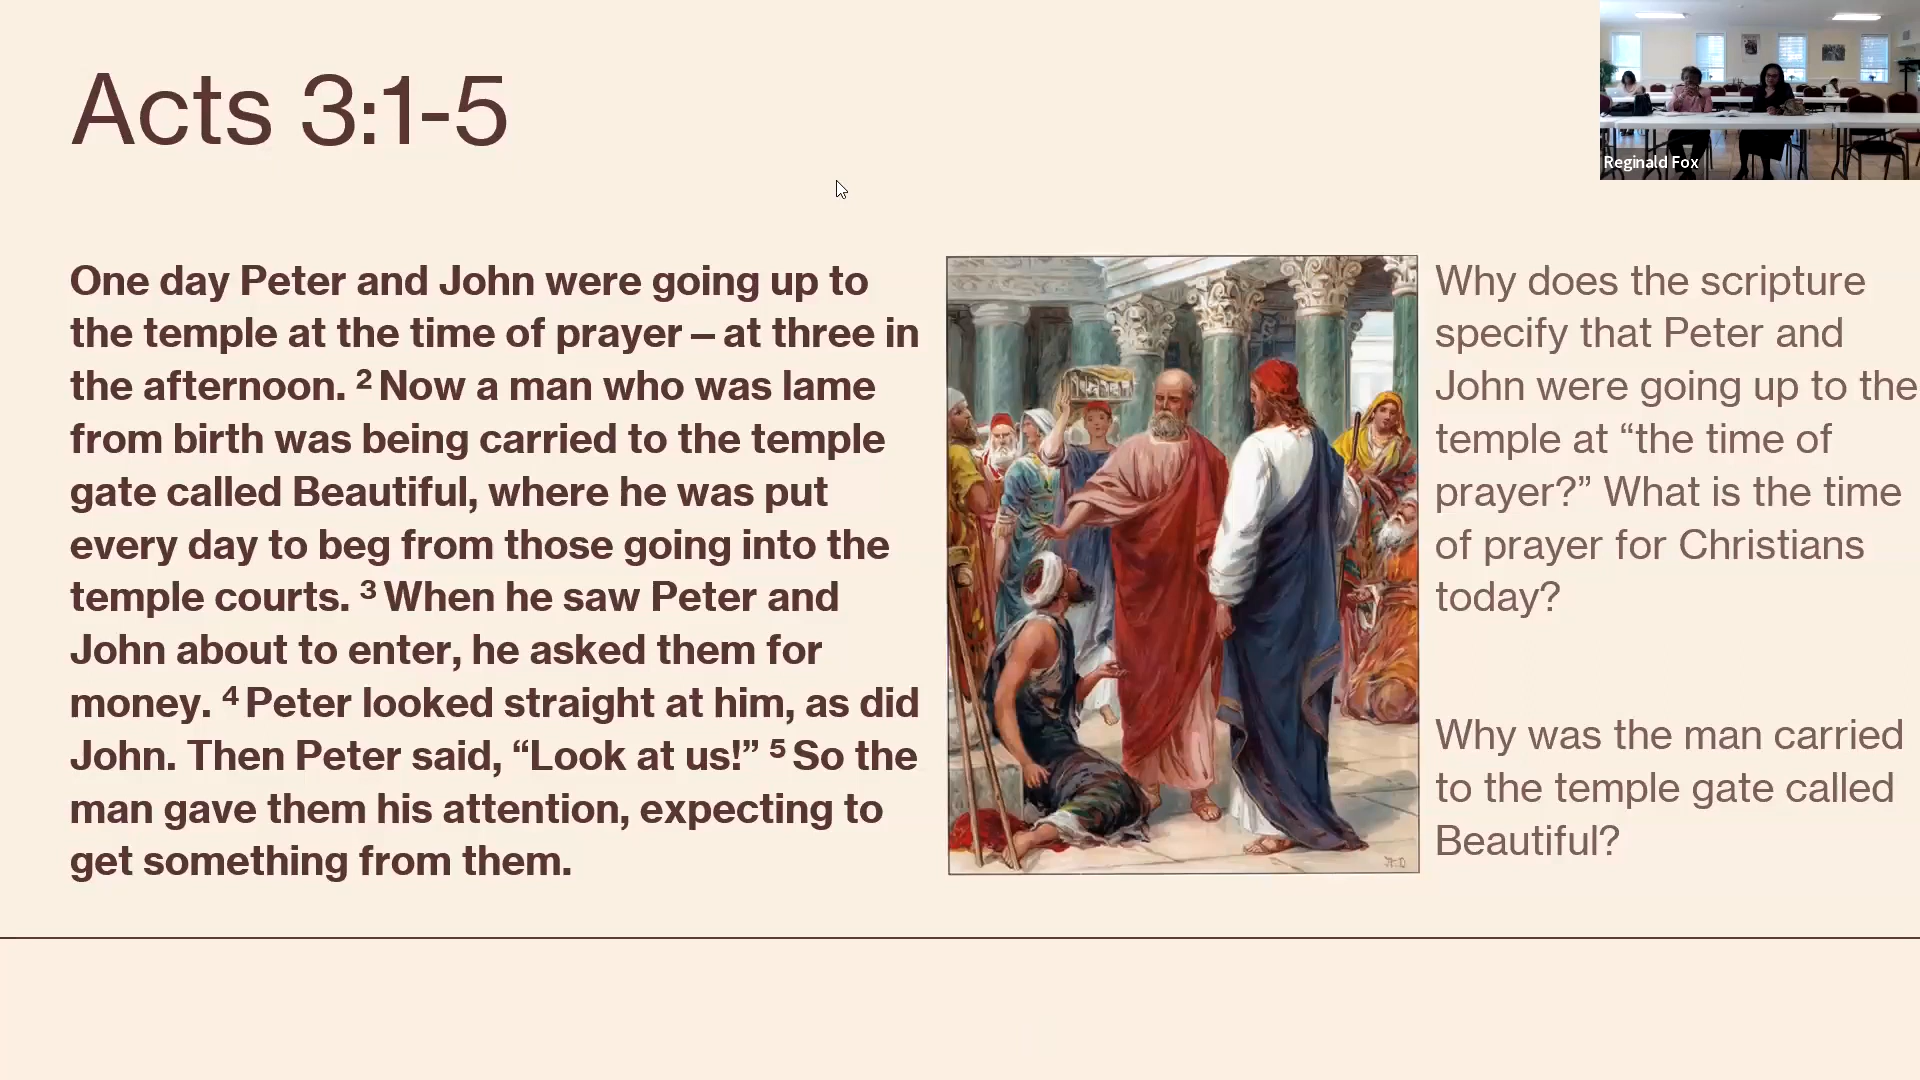 Acts 3:1-5
Reginald Fox
One day Peter and John were going up to
the temple at the time of prayer—at three in
the afternoon. ² Now a man who was lame
from birth was being carried to the temple
gate called Beautiful, where he was put
every day to beg from those going into the
temple courts. ³ When he saw Peter and
John about to enter, he asked them for
money. ⁴ Peter looked straight at him, as did
John. Then Peter said, “Look at us!” ⁵ So the
man gave them his attention, expecting to
get something from them.
Why does the scripture
specify that Peter and
John were going up to the
temple at “the time of
prayer?” What is the time
of prayer for Christians
today?
Why was the man carried
to the temple gate called
Beautiful?